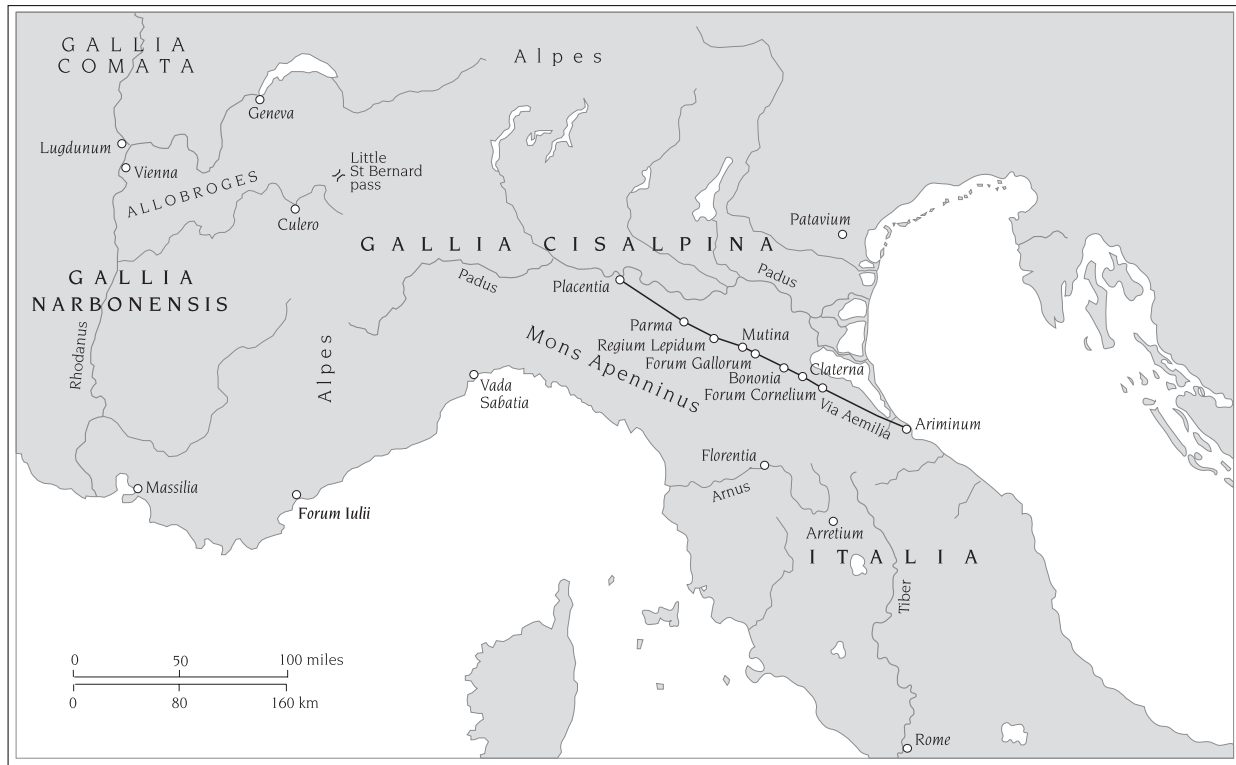 GALLIA
COMATA
Alpes
Geneva
Lugdunum
Vienna
Little
St Bernard
pass
ALLOBROGES
Culero
Patavium
GALLIA CISALPINA
GALLIA
NARBONENSIS
Padus
Padus
Placentia
Rhodanus
Alpes
Parma
Mutina
Regium Lepidum
Forum Gallorum
Mons Apenninus
Claterna
Bononia
Forum Cornelium
Via Aemilia
Vada
Sabatia
Ariminum
Florentia
Arnus
Massilia
Forum Iulii
Arretium
ITALIA
Tiber
0 50 100 miles
0 80 160 km
Rome